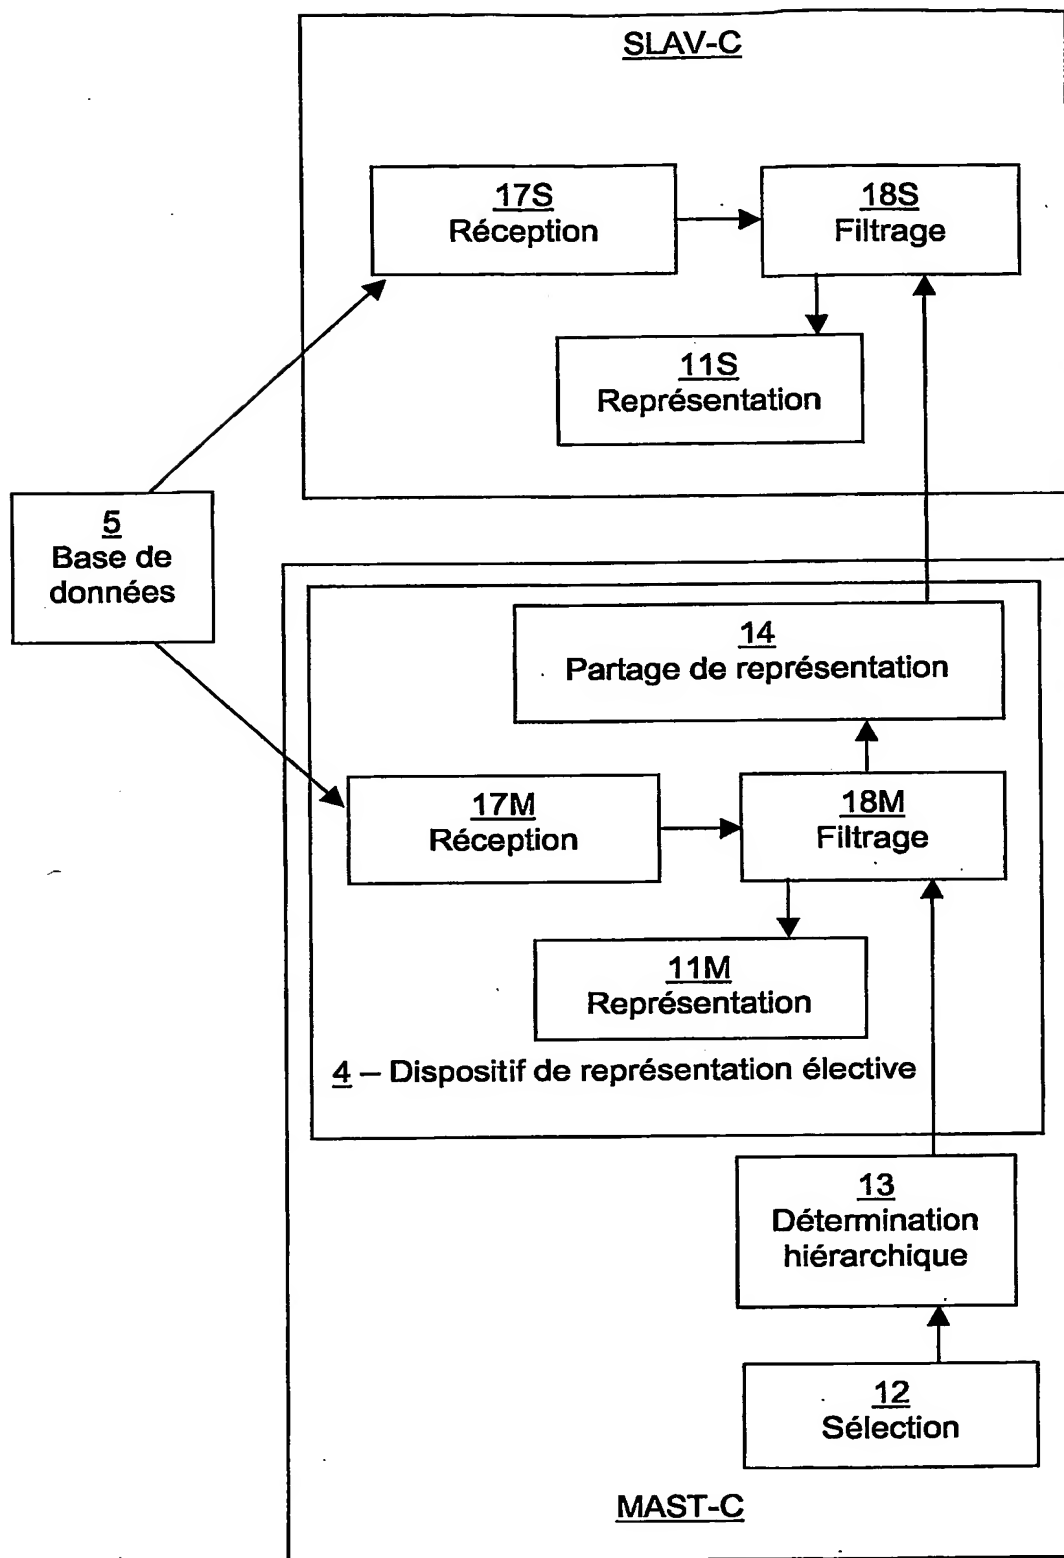 SLAV-C
17S
Réception
18S
Filtrage
11S
Représentation
5
Base de
données
14
Partage de représentation
17M
Réception
18M
Filtrage
11M
Représentation
4 – Dispositif de représentation élective
13
Détermination
hiérarchique
12
Sélection
MAST-C